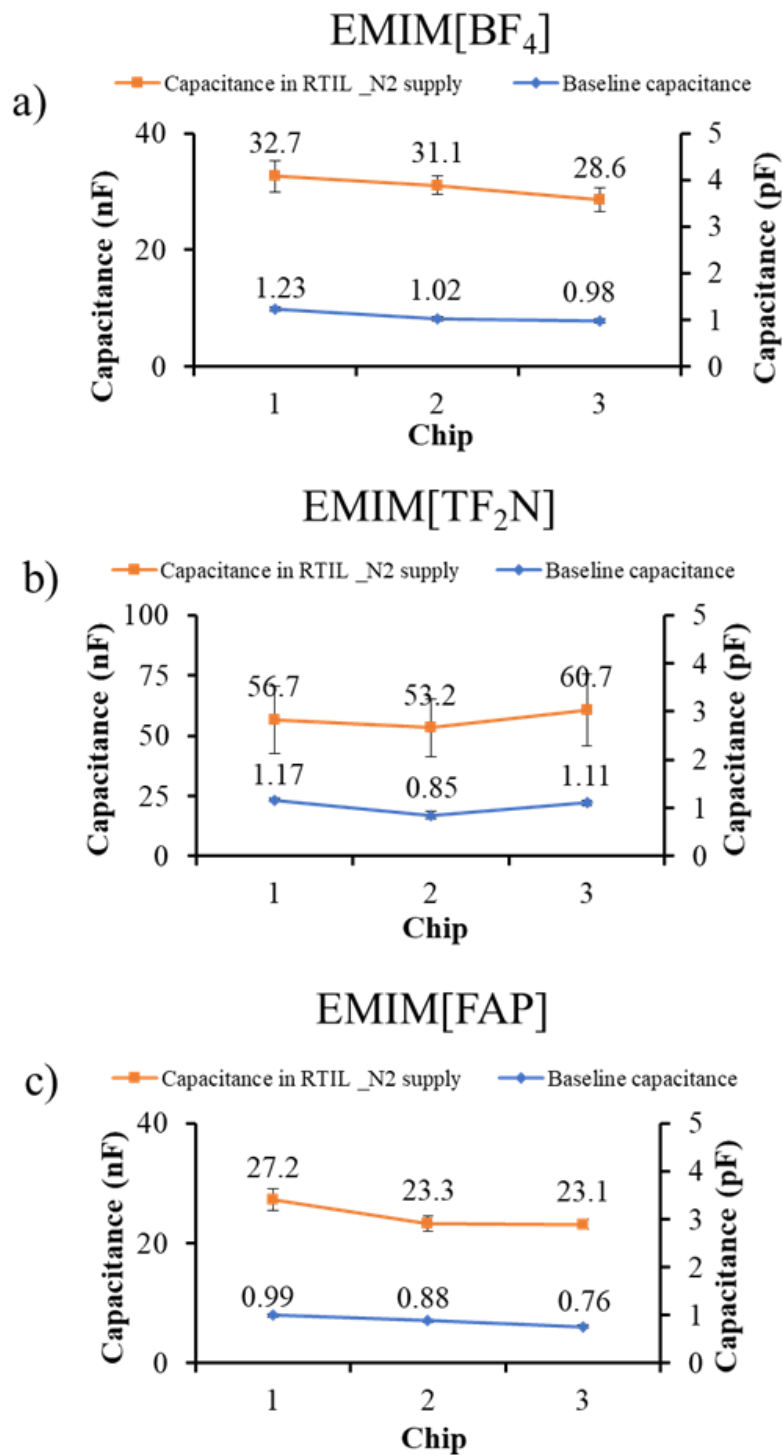 EMIM[BF₄]
a)
Capacitance in RTIL _N2 supply
Baseline capacitance
Capacitance (nF)
40
20
0
32.7
31.1
28.6
1.23
1.02
0.98
5
4
3
2
1
0
Capacitance (pF)
1
2
3
Chip
EMIM[TF₂N]
b)
Capacitance in RTIL _N2 supply
Baseline capacitance
Capacitance (nF)
100
75
50
25
0
56.7
53.2
60.7
1.17
0.85
1.11
5
4
3
2
1
0
Capacitance (pF)
1
2
3
Chip
EMIM[FAP]
c)
Capacitance in RTIL _N2 supply
Baseline capacitance
Capacitance (nF)
40
20
0
27.2
23.3
23.1
0.99
0.88
0.76
5
4
3
2
1
0
Capacitance (pF)
1
2
3
Chip